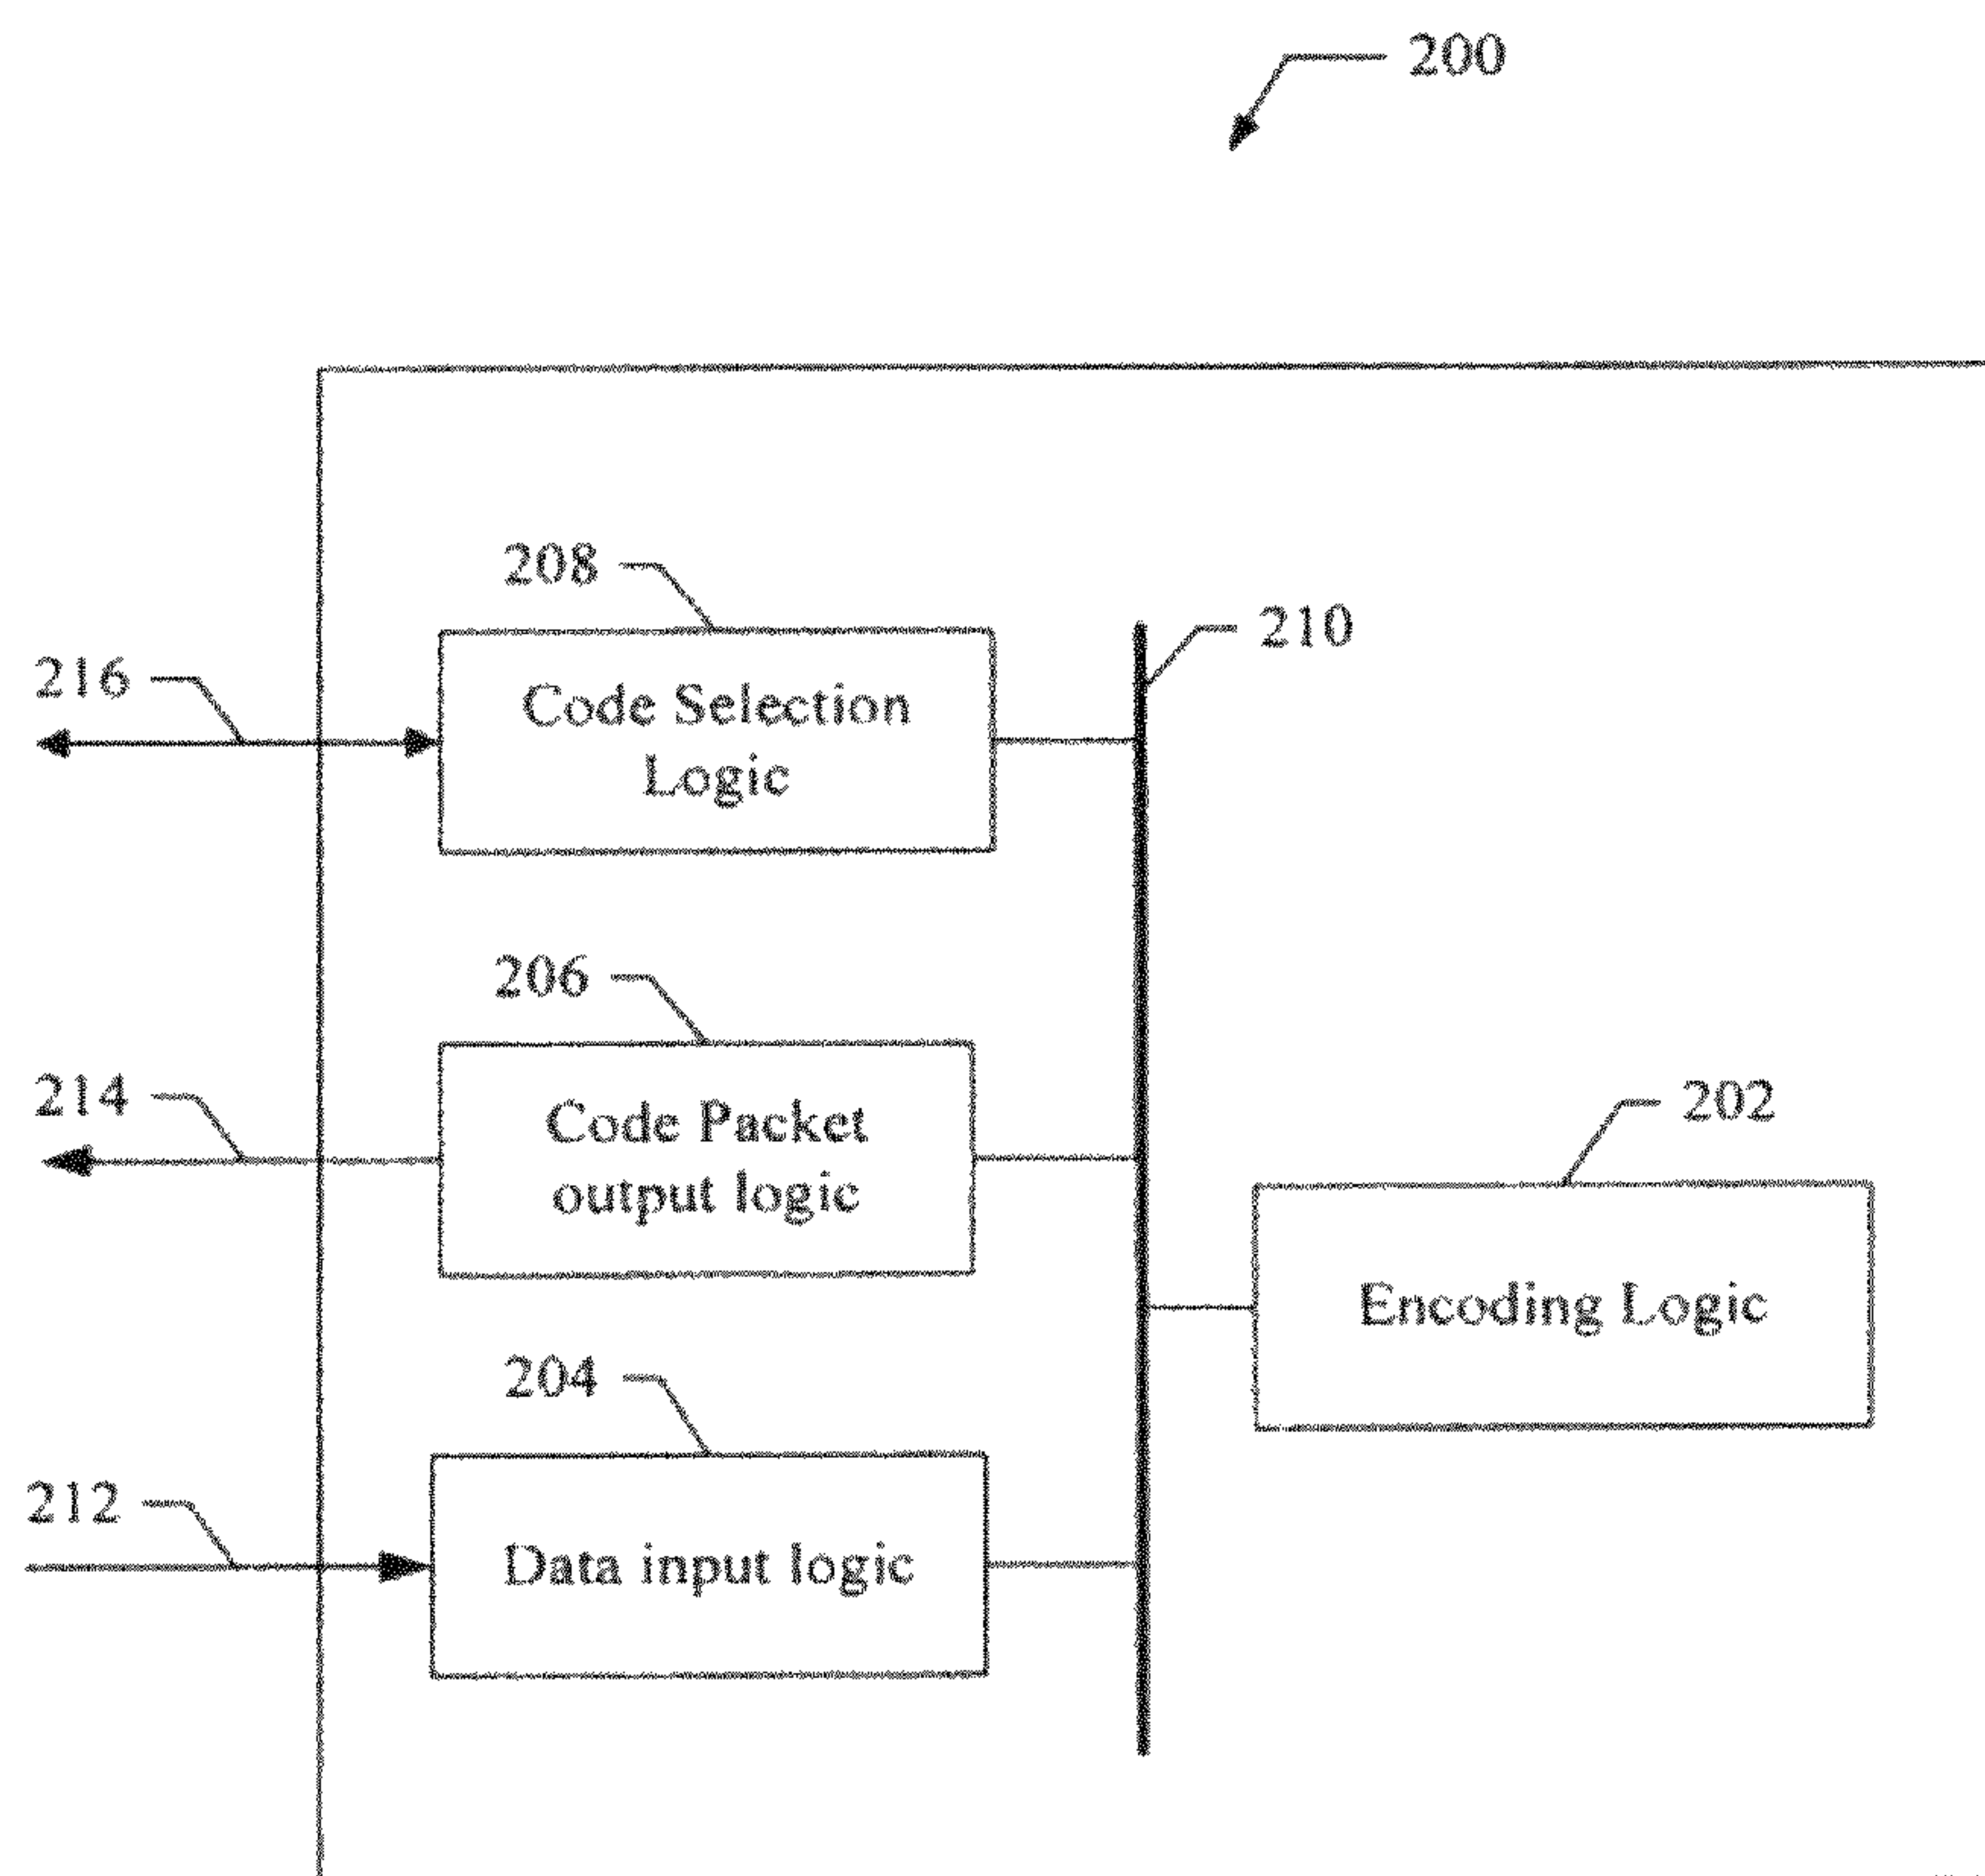 200
208
210
216
Code Selection
Logic
206
214
Code Packet
output logic
202
Encoding Logic
204
212
Data input logic